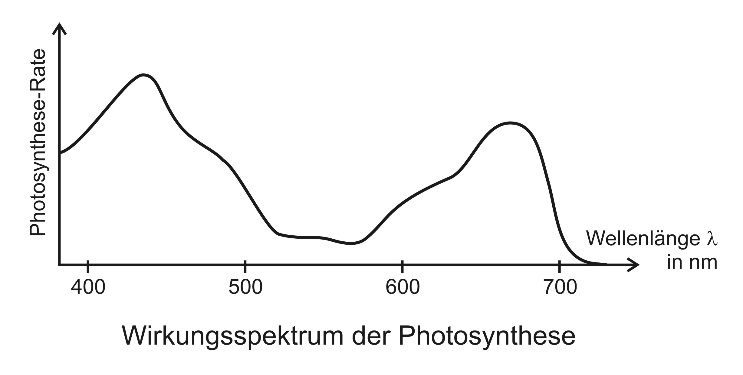 Photosynthese-Rate
Wellenlänge λ
in nm
400 500 600 700
Wirkungsspektrum der Photosynthese